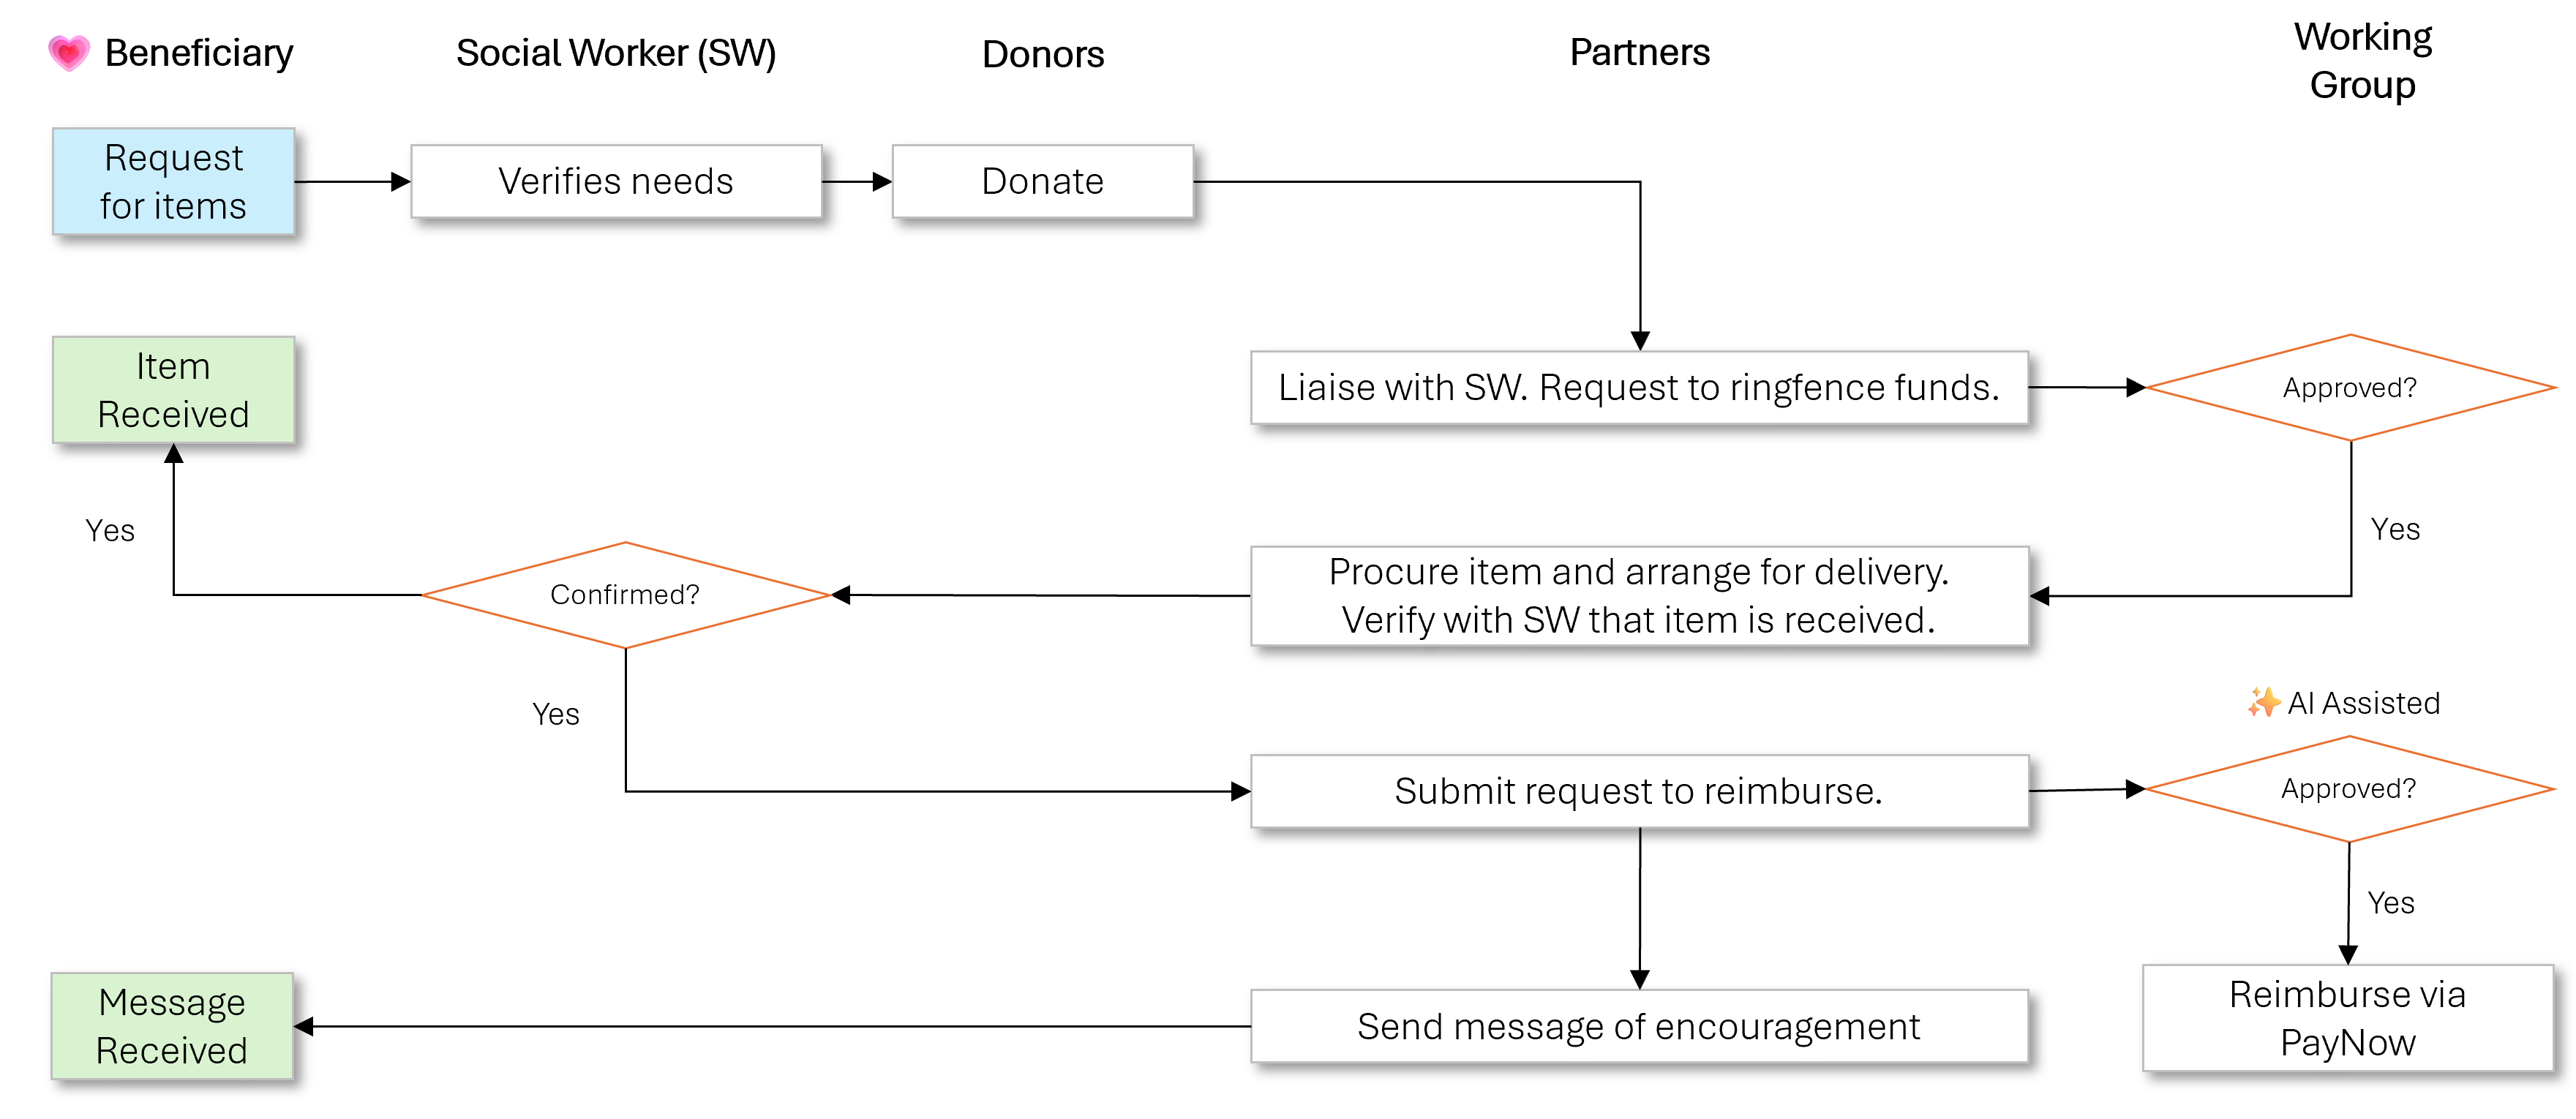 💗 Beneficiary
Social Worker (SW)
Donors
Partners
Working
Group
Request
for items
Verifies needs
Donate
Item
Received
Liaise with SW. Request to ringfence funds.
Approved?
Yes
Yes
Confirmed?
Procure item and arrange for delivery.
Verify with SW that item is received.
Yes
✨ AI Assisted
Submit request to reimburse.
Approved?
Yes
Message
Received
Send message of encouragement
Reimburse via
PayNow